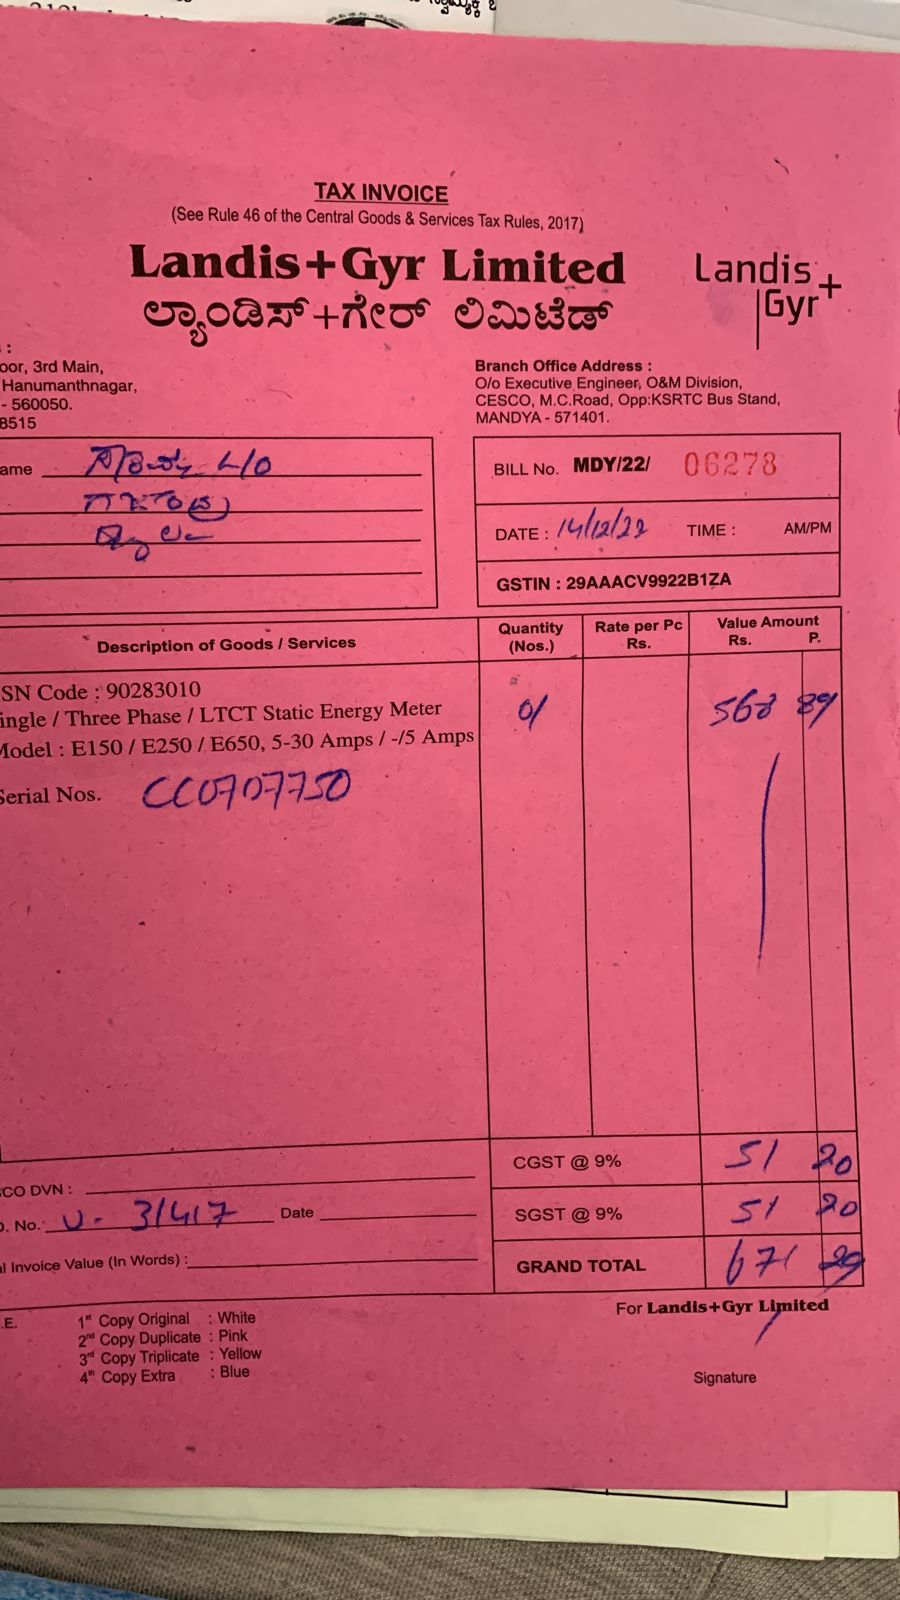 TAX INVOICE
(See Rule 46 of the Central Goods & Services Tax Rules, 2017)
Landis+Gyr Limited
ಲ್ಯಾಂಡಿಸ್+ಗೇರ್ ಲಿಮಿಟೆಡ್
Landis+
Gyr
:
oor, 3rd Main,
Hanumanthnagar,
- 560050.
8515
Branch Office Address :
O/o Executive Engineer, O&M Division,
CESCO, M.C.Road, Opp:KSRTC Bus Stand,
MANDYA - 571401.
ame
BILL No. MDY/22/ 06278
DATE : 14/12/22 TIME : AM/PM
GSTIN : 29AAACV9922B1ZA
Description of Goods / Services
Quantity (Nos.)
Rate per Pc Rs.
Value Amount Rs. P.
SN Code : 90283010
ingle / Three Phase / LTCT Static Energy Meter
Model : E150 / E250 / E650, 5-30 Amps / -/5 Amps
01 568 89
Serial Nos. CC0707750
CGST @ 9% 51 20
CO DVN :
SGST @ 9% 51 20
. No.: U- 31417 Date
l Invoice Value (In Words) :
GRAND TOTAL 671 29
.E.
1st Copy Original : White
2nd Copy Duplicate : Pink
3rd Copy Triplicate : Yellow
4th Copy Extra : Blue
For Landis+Gyr Limited
Signature